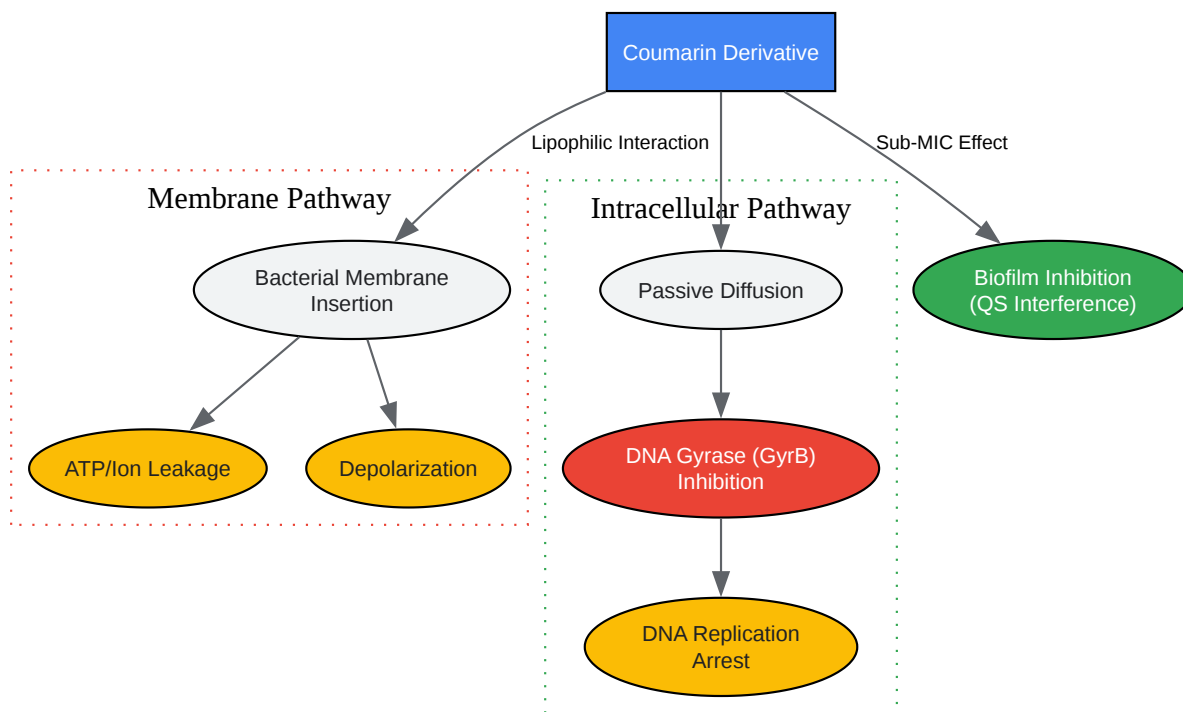 Coumarin Derivative
Lipophilic Interaction
Sub-MIC Effect
Membrane Pathway
Intracellular Pathway
Bacterial Membrane
Insertion
Passive Diffusion
Biofilm Inhibition
(QS Interference)
ATP/Ion Leakage
Depolarization
DNA Gyrase (GyrB)
Inhibition
DNA Replication
Arrest